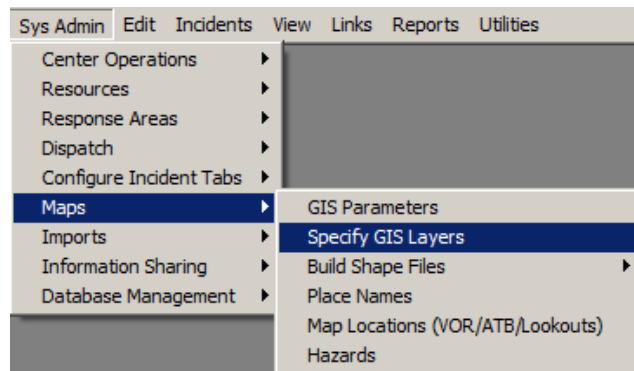 Sys Admin Edit Incidents View Links Reports Utilities
Center Operations
Resources
Response Areas
Dispatch
Configure Incident Tabs
Maps
Imports
Information Sharing
Database Management
GIS Parameters
Specify GIS Layers
Build Shape Files
Place Names
Map Locations (VOR/ATB/Lookouts)
Hazards